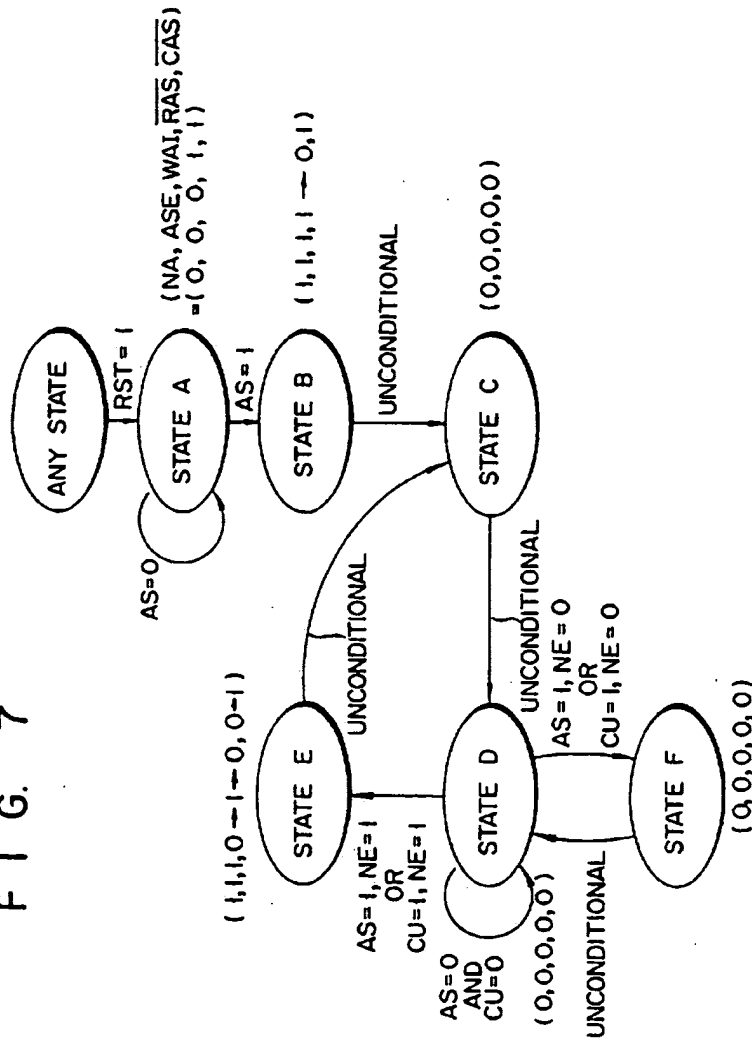 FIG. 7
ANY STATE
RST=1
STATE A
(NA, ASE, WAI, R̅A̅S̅, C̅A̅S̅)
=(0, 0, 0, 1, 1)
AS=0
AS=1
STATE B
(1,1,1,1→0,1)
UNCONDITIONAL
(1,1,1,0→1→0,0-1)
STATE E
UNCONDITIONAL
STATE C
(0,0,0,0,0)
AS=1, NE=1
OR
CU=1, NE=1
UNCONDITIONAL
AS=0
AND
CU=0
STATE D
(0,0,0,0,0)
AS=1, NE=0
OR
CU=1, NE=0
UNCONDITIONAL
STATE F
(0,0,0,0,0)